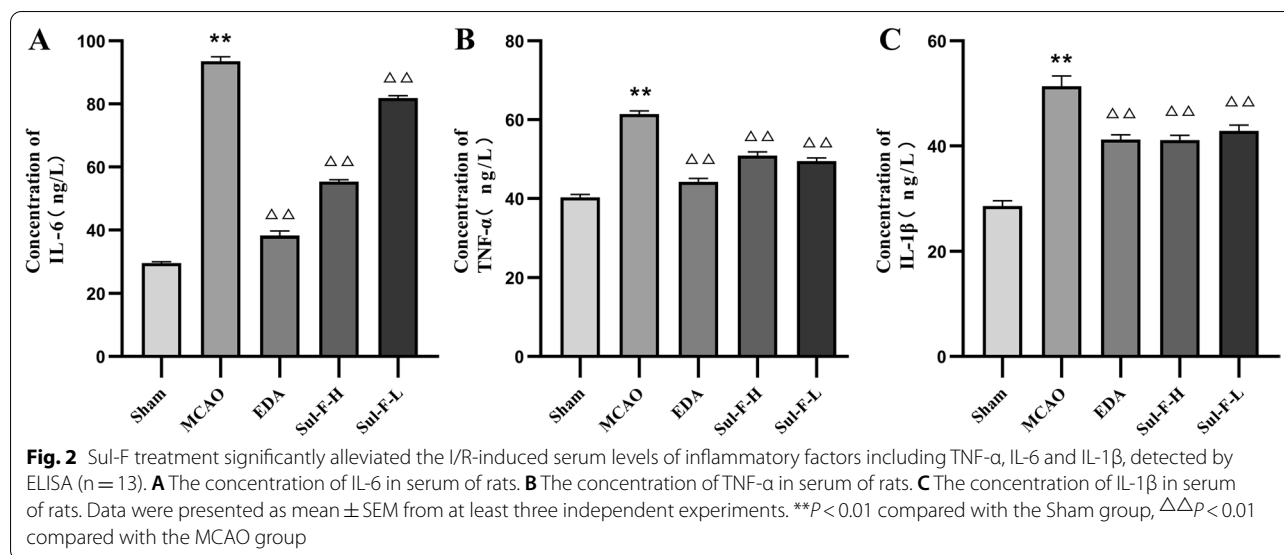 A
Concentration of
IL-6 ( ng/L)
100
80
60
40
20
0
**
△△
△△
△△
Sham
MCAO
EDA
Sul-F-H
Sul-F-L
B
Concentration of
TNF-α( ng/L)
80
60
40
20
0
**
△△
△△
△△
Sham
MCAO
EDA
Sul-F-H
Sul-F-L
C
Concentration of
IL-1β( ng/L)
60
40
20
0
**
△△
△△
△△
Sham
MCAO
EDA
Sul-F-H
Sul-F-L
Fig. 2 Sul-F treatment significantly alleviated the I/R-induced serum levels of inflammatory factors including TNF-α, IL-6 and IL-1β, detected by
ELISA (n = 13). A The concentration of IL-6 in serum of rats. B The concentration of TNF-α in serum of rats. C The concentration of IL-1β in serum
of rats. Data were presented as mean ± SEM from at least three independent experiments. **P < 0.01 compared with the Sham group, △△P < 0.01
compared with the MCAO group